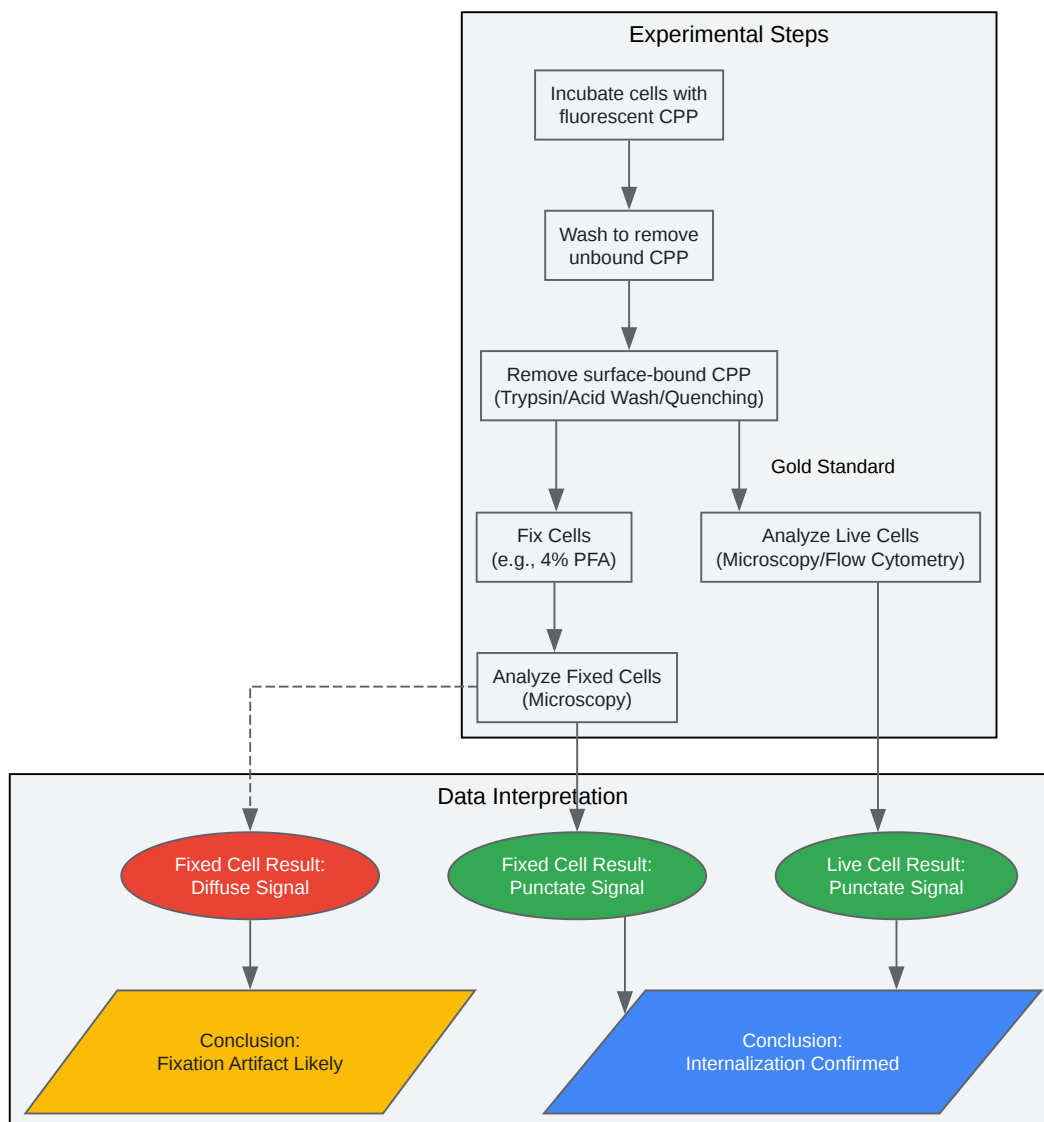 Experimental Steps
Incubate cells with
fluorescent CPP
Wash to remove
unbound CPP
Remove surface-bound CPP
(Trypsin/Acid Wash/Quenching)
Gold Standard
Fix Cells
(e.g., 4% PFA)
Analyze Live Cells
(Microscopy/Flow Cytometry)
Analyze Fixed Cells
(Microscopy)
Data Interpretation
Fixed Cell Result:
Diffuse Signal
Fixed Cell Result:
Punctate Signal
Live Cell Result:
Punctate Signal
Conclusion:
Fixation Artifact Likely
Conclusion:
Internalization Confirmed